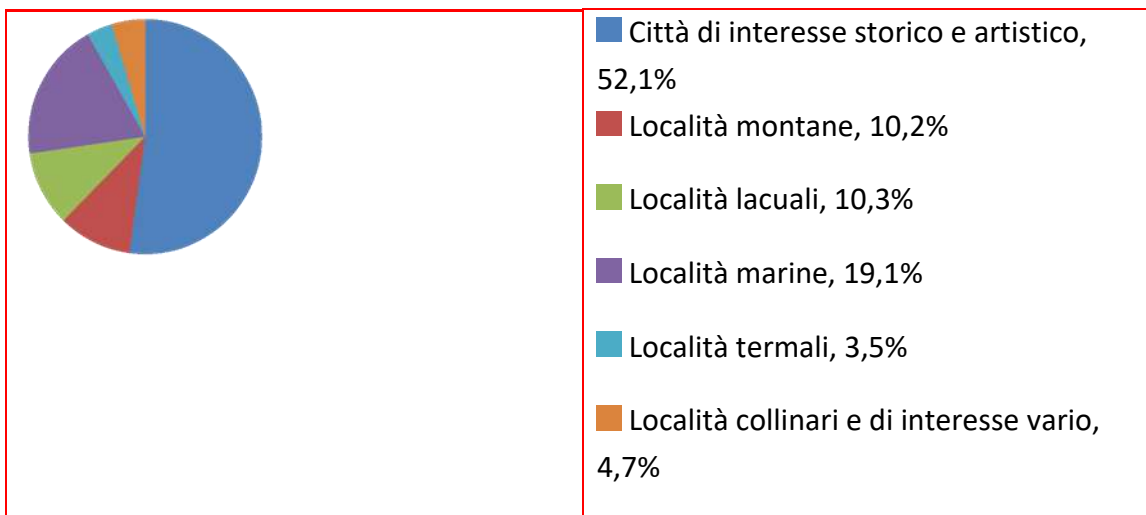 Città di interesse storico e artistico,
52,1%
Località montane, 10,2%
Località lacuali, 10,3%
Località marine, 19,1%
Località termali, 3,5%
Località collinari e di interesse vario,
4,7%